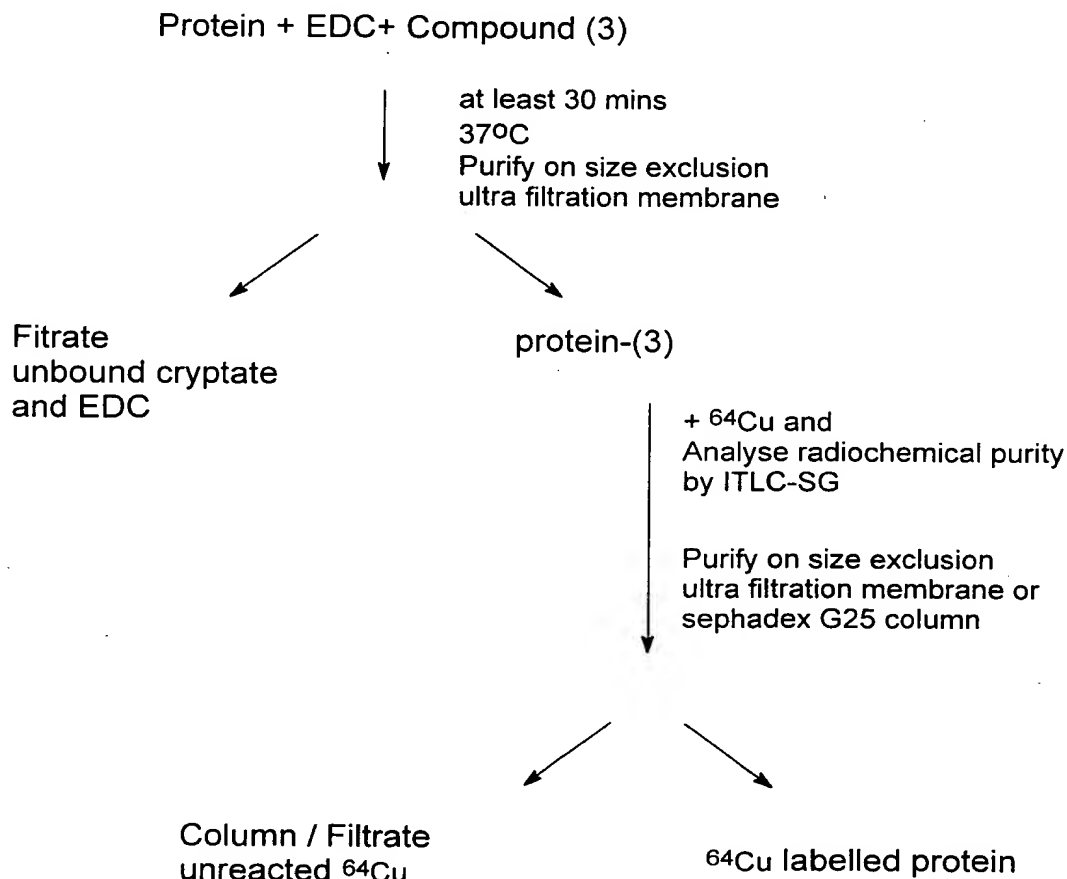 Protein + EDC+ Compound (3)
at least 30 mins
37ºC
Purify on size exclusion
ultra filtration membrane
Fitrate
unbound cryptate
and EDC
protein-(3)
+ ⁶⁴Cu and
Analyse radiochemical purity
by ITLC-SG
Purify on size exclusion
ultra filtration membrane or
sephadex G25 column
Column / Filtrate
unreacted ⁶⁴Cu
⁶⁴Cu labelled protein